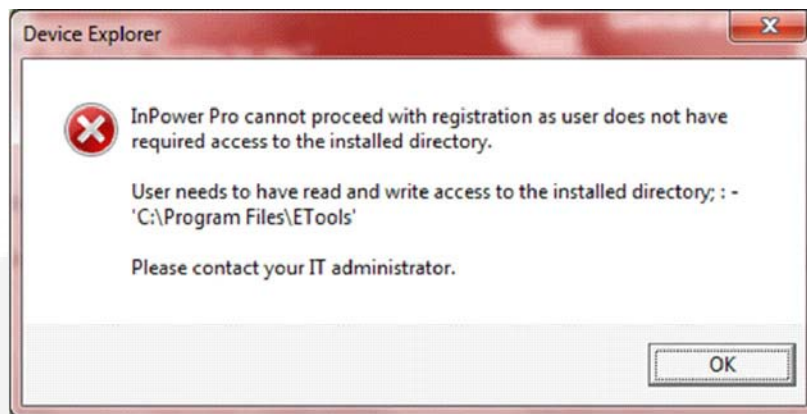 Device Explorer
InPower Pro cannot proceed with registration as user does not have
required access to the installed directory.
User needs to have read and write access to the installed directory; : -
'C:\Program Files\ETools'
Please contact your IT administrator.
OK